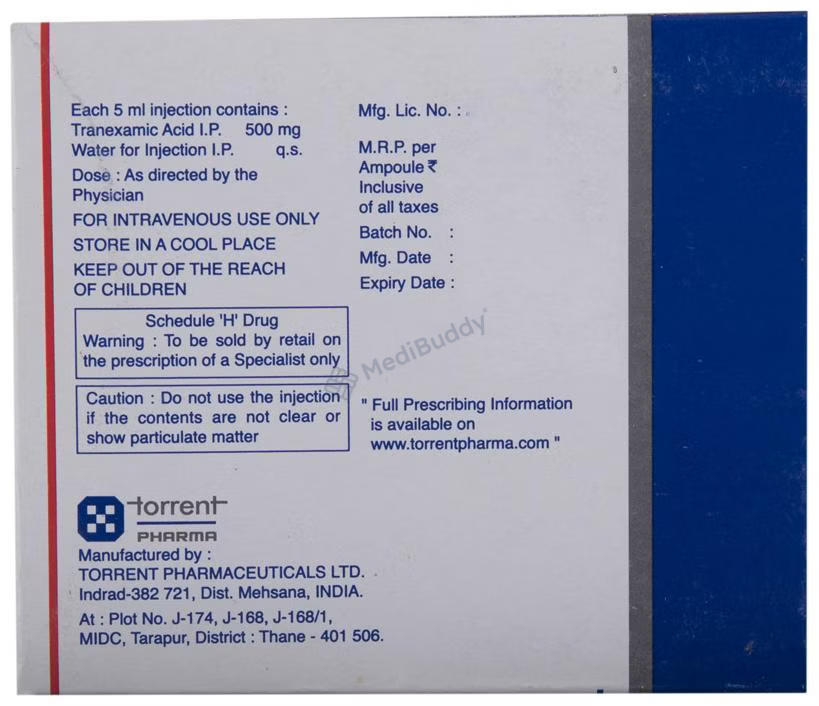 Each 5 ml injection contains :
Tranexamic Acid I.P. 500 mg
Water for Injection I.P. q.s.
Dose : As directed by the
Physician
FOR INTRAVENOUS USE ONLY
STORE IN A COOL PLACE
KEEP OUT OF THE REACH
OF CHILDREN
Schedule 'H' Drug
Warning : To be sold by retail on
the prescription of a Specialist only
Caution : Do not use the injection
if the contents are not clear or
show particulate matter
Mfg. Lic. No. :
M.R.P. per
Ampoule ₹
Inclusive
of all taxes
Batch No. :
Mfg. Date :
Expiry Date :
MediBuddy
" Full Prescribing Information
is available on
www.torrentpharma.com "
torrent
PHARMA
Manufactured by :
TORRENT PHARMACEUTICALS LTD.
Indrad-382 721, Dist. Mehsana, INDIA.
At : Plot No. J-174, J-168, J-168/1,
MIDC, Tarapur, District : Thane - 401 506.